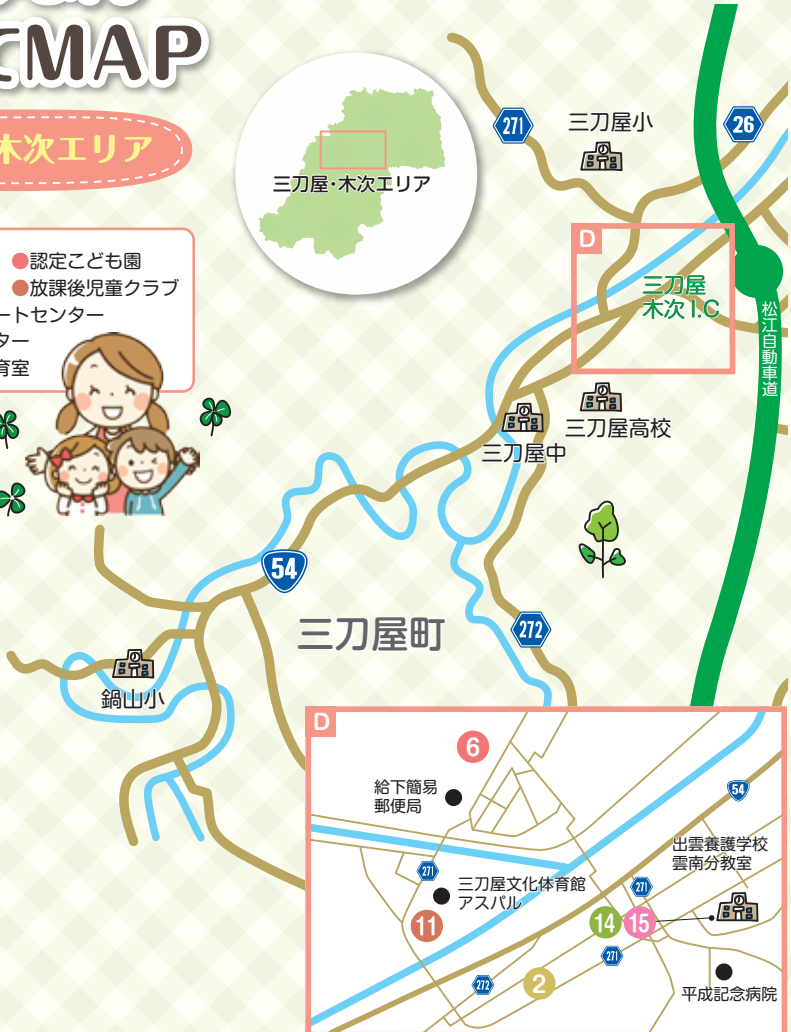 MAP
木次エリア
三刀屋・木次エリア
認定こども園
放課後児童クラブ
ートセンター
ター
育室
271
三刀屋小
26
D
三刀屋
木次I.C
松江自動車道
三刀屋高校
三刀屋中
54
三刀屋町
272
鍋山小
D
6
給下簡易
郵便局
54
出雲養護学校
雲南分教室
271
三刀屋文化体育館
アスパル
271
11
14
15
271
272
2
平成記念病院